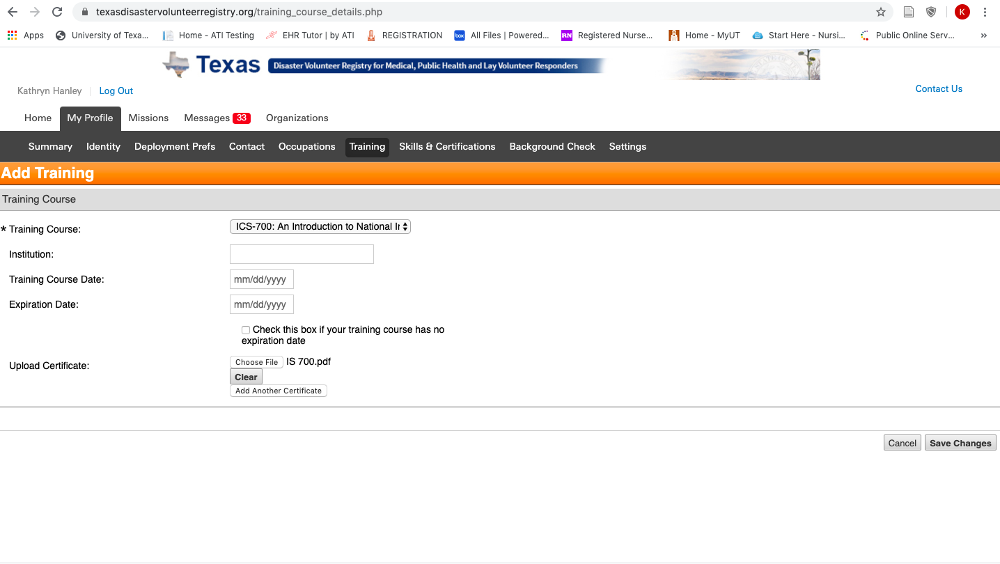 texasdisastervolunteerregistry.org/training_course_details.php
K
Apps University of Texa... Home - ATI Testing EHR Tutor | by ATI REGISTRATION box All Files | Powered... RN Registered Nurse... Home - MyUT Start Here - Nursi... Public Online Serv... »
Texas Disaster Volunteer Registry for Medical, Public Health and Lay Volunteer Responders
Kathryn Hanley Log Out Contact Us
Home My Profile Missions Messages 33 Organizations
Summary Identity Deployment Prefs Contact Occupations Training Skills & Certifications Background Check Settings
Add Training
Training Course
* Training Course: ICS-700: An Introduction to National Ir
Institution:
Training Course Date: mm/dd/yyyy
Expiration Date: mm/dd/yyyy
Check this box if your training course has no
expiration date
Upload Certificate: Choose File IS 700.pdf
Clear
Add Another Certificate
Cancel Save Changes